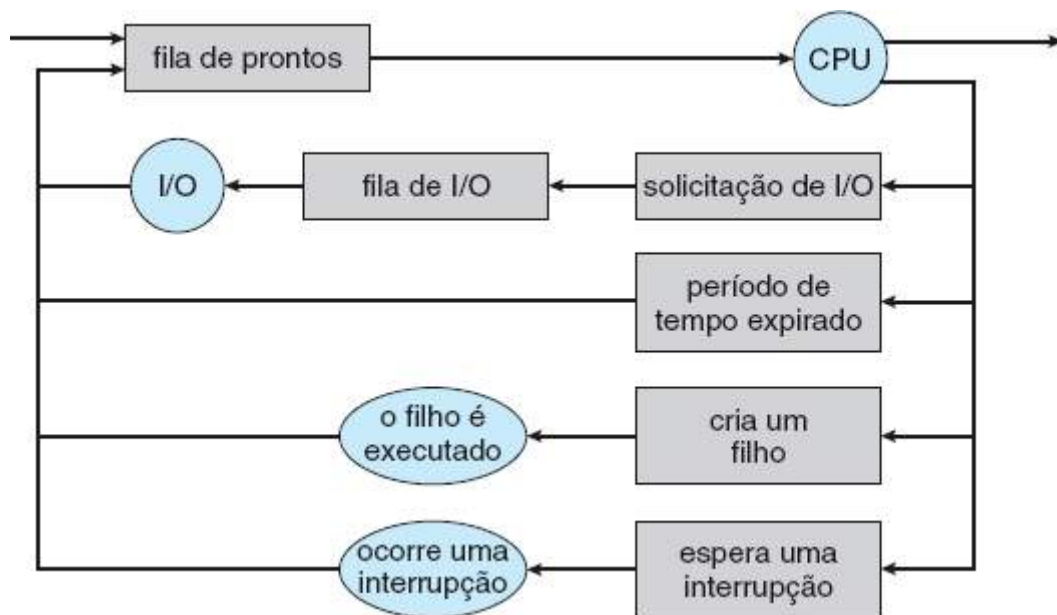 fila de prontos
CPU
I/O
fila de I/O
solicitação de I/O
período de
tempo expirado
o filho é
executado
cria um
filho
ocorre uma
interrupção
espera uma
interrupção